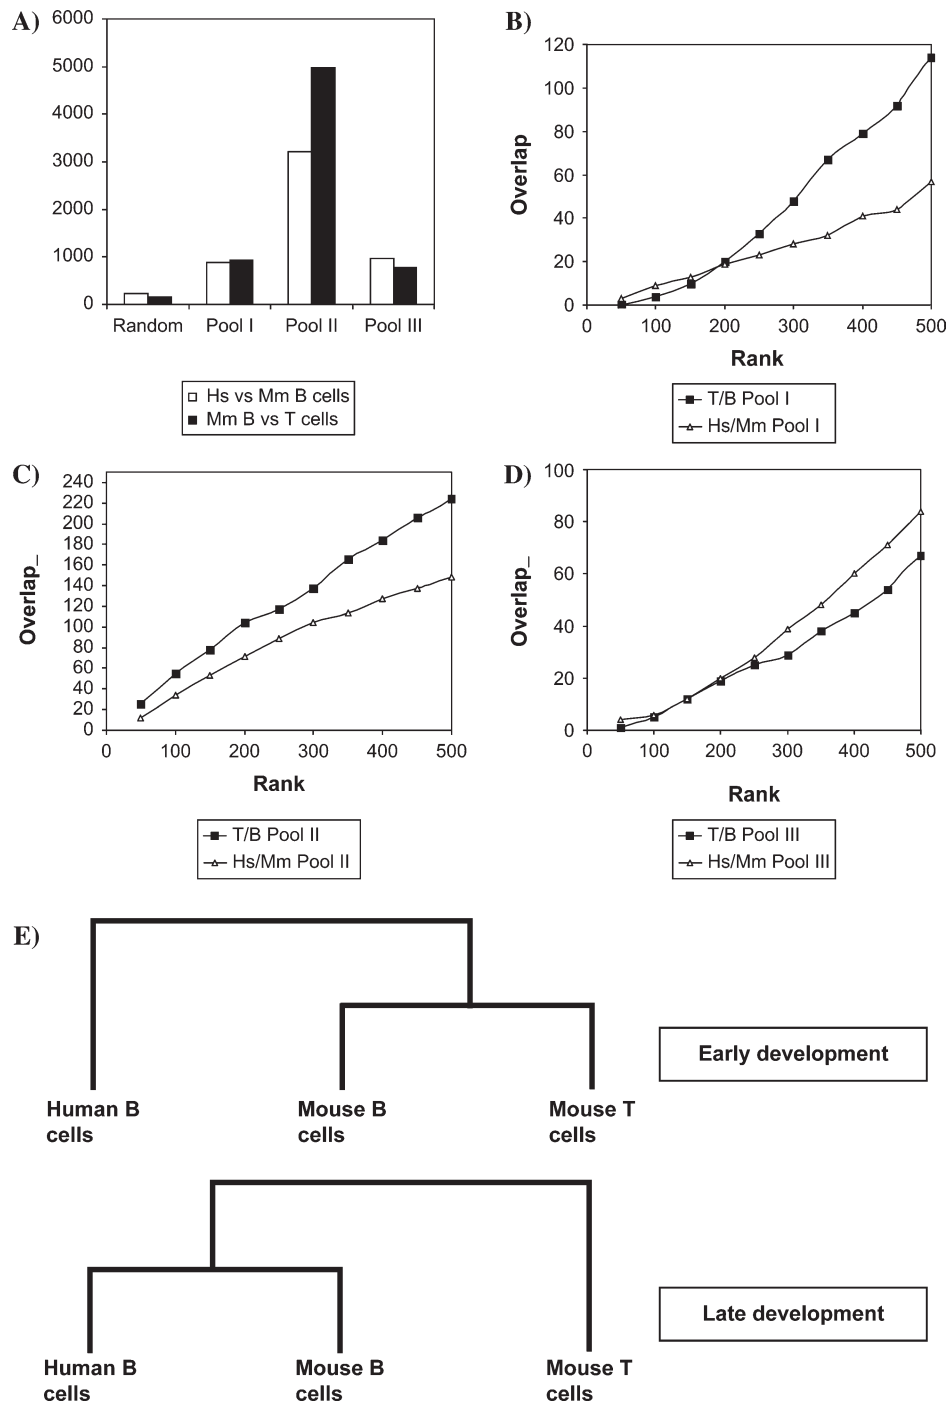 A)
6000
5000
4000
3000
2000
1000
0
Random Pool I Pool II Pool III
Hs vs Mm B cells
Mm B vs T cells
B)
120
100
80
60
40
20
0
Overlap
0 100 200 300 400 500
Rank
T/B Pool I
Hs/Mm Pool I
C)
240
220
200
180
160
140
120
100
80
60
40
20
0
Overlap_
0 100 200 300 400 500
Rank
T/B Pool II
Hs/Mm Pool II
D)
100
80
60
40
20
0
Overlap_
0 100 200 300 400 500
Rank
T/B Pool III
Hs/Mm Pool III
E)
Early development
Human B
cells
Mouse B
cells
Mouse T
cells
Late development
Human B
cells
Mouse B
cells
Mouse T
cells